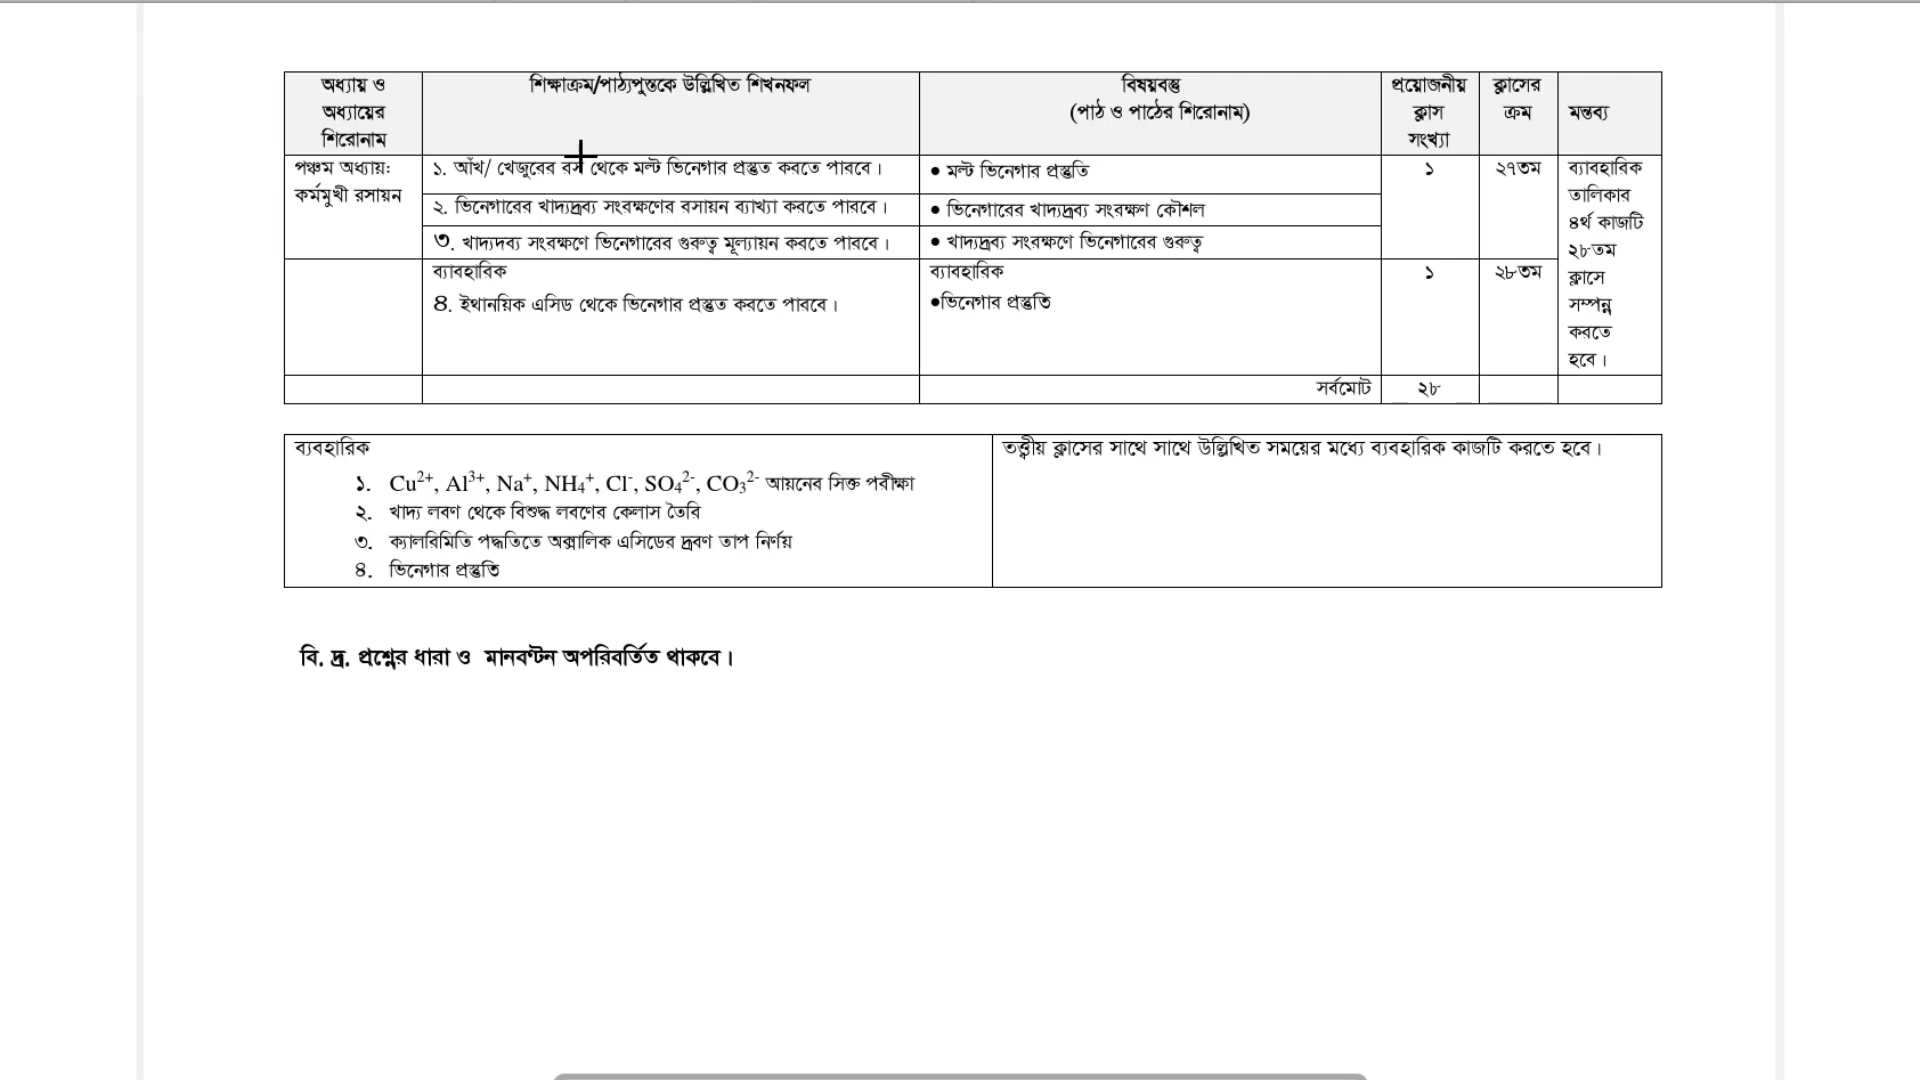 অধ্যায় ও অধ্যায়ের শিরোনাম
শিক্ষাক্রম/পাঠ্যপুস্তকে উল্লিখিত শিখনফল
বিষয়বস্তু
(পাঠ ও পাঠের শিরোনাম)
প্রয়োজনীয় ক্লাস সংখ্যা
ক্লাসের ক্রম
মন্তব্য
পঞ্চম অধ্যায়:
কর্মমুখী রসায়ন
১. আঁখ/ খেজুরের রস থেকে মল্ট ভিনেগার প্রস্তুত করতে পারবে।
• মল্ট ভিনেগার প্রস্তুতি
১
২৭তম
২. ভিনেগারের খাদ্যদ্রব্য সংরক্ষণের রসায়ন ব্যাখ্যা করতে পারবে।
• ভিনেগারের খাদ্যদ্রব্য সংরক্ষণ কৌশল
৩. খাদ্যদব্য সংরক্ষণে ভিনেগারের গুরুত্ব মূল্যায়ন করতে পারবে।
• খাদ্যদ্রব্য সংরক্ষণে ভিনেগারের গুরুত্ব
ব্যাবহারিক
তালিকার
৪র্থ কাজটি
২৮তম
ক্লাসে
সম্পন্ন
করতে
হবে।
ব্যাবহারিক
৪. ইথানয়িক এসিড থেকে ভিনেগার প্রস্তুত করতে পারবে।
ব্যাবহারিক
•ভিনেগার প্রস্তুতি
১
২৮তম
সর্বমোট
২৮
ব্যবহারিক
১. Cu²⁺, Al³⁺, Na⁺, NH₄⁺, Cl⁻, SO₄²⁻, CO₃²⁻ আয়নের সিক্ত পরীক্ষা
২. খাদ্য লবণ থেকে বিশুদ্ধ লবণের কেলাস তৈরি
৩. ক্যালরিমিতি পদ্ধতিতে অক্সালিক এসিডের দ্রবণ তাপ নির্ণয়
৪. ভিনেগার প্রস্তুতি
তত্ত্বীয় ক্লাসের সাথে সাথে উল্লিখিত সময়ের মধ্যে ব্যবহারিক কাজটি করতে হবে।
বি. দ্র. প্রশ্নের ধারা ও মানবণ্টন অপরিবর্তিত থাকবে।